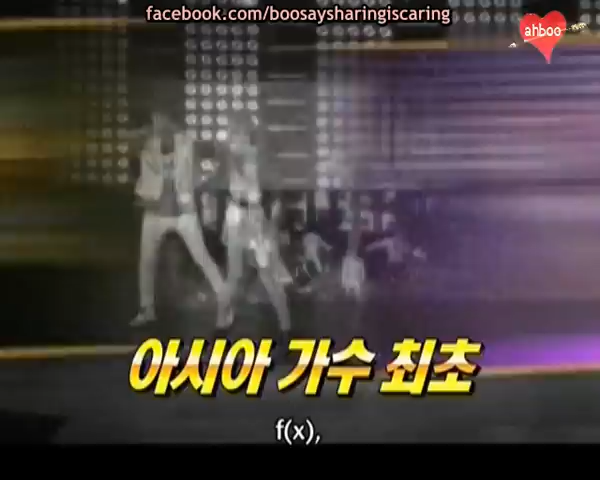 facebook.com/boosaysharingiscaring
ahboo
아시아 가수 최초
f(x),